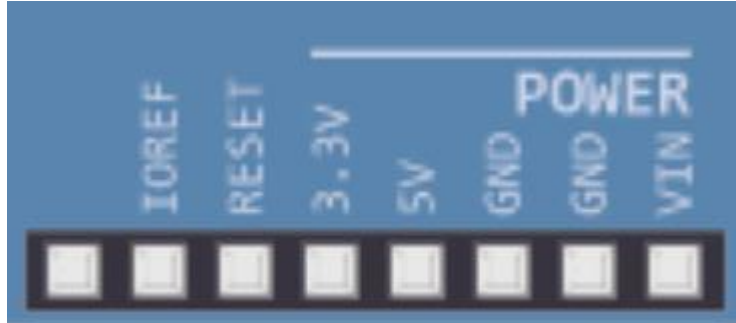 POWER
IOREF
RESET
3.3V
5V
GND
GND
VIN